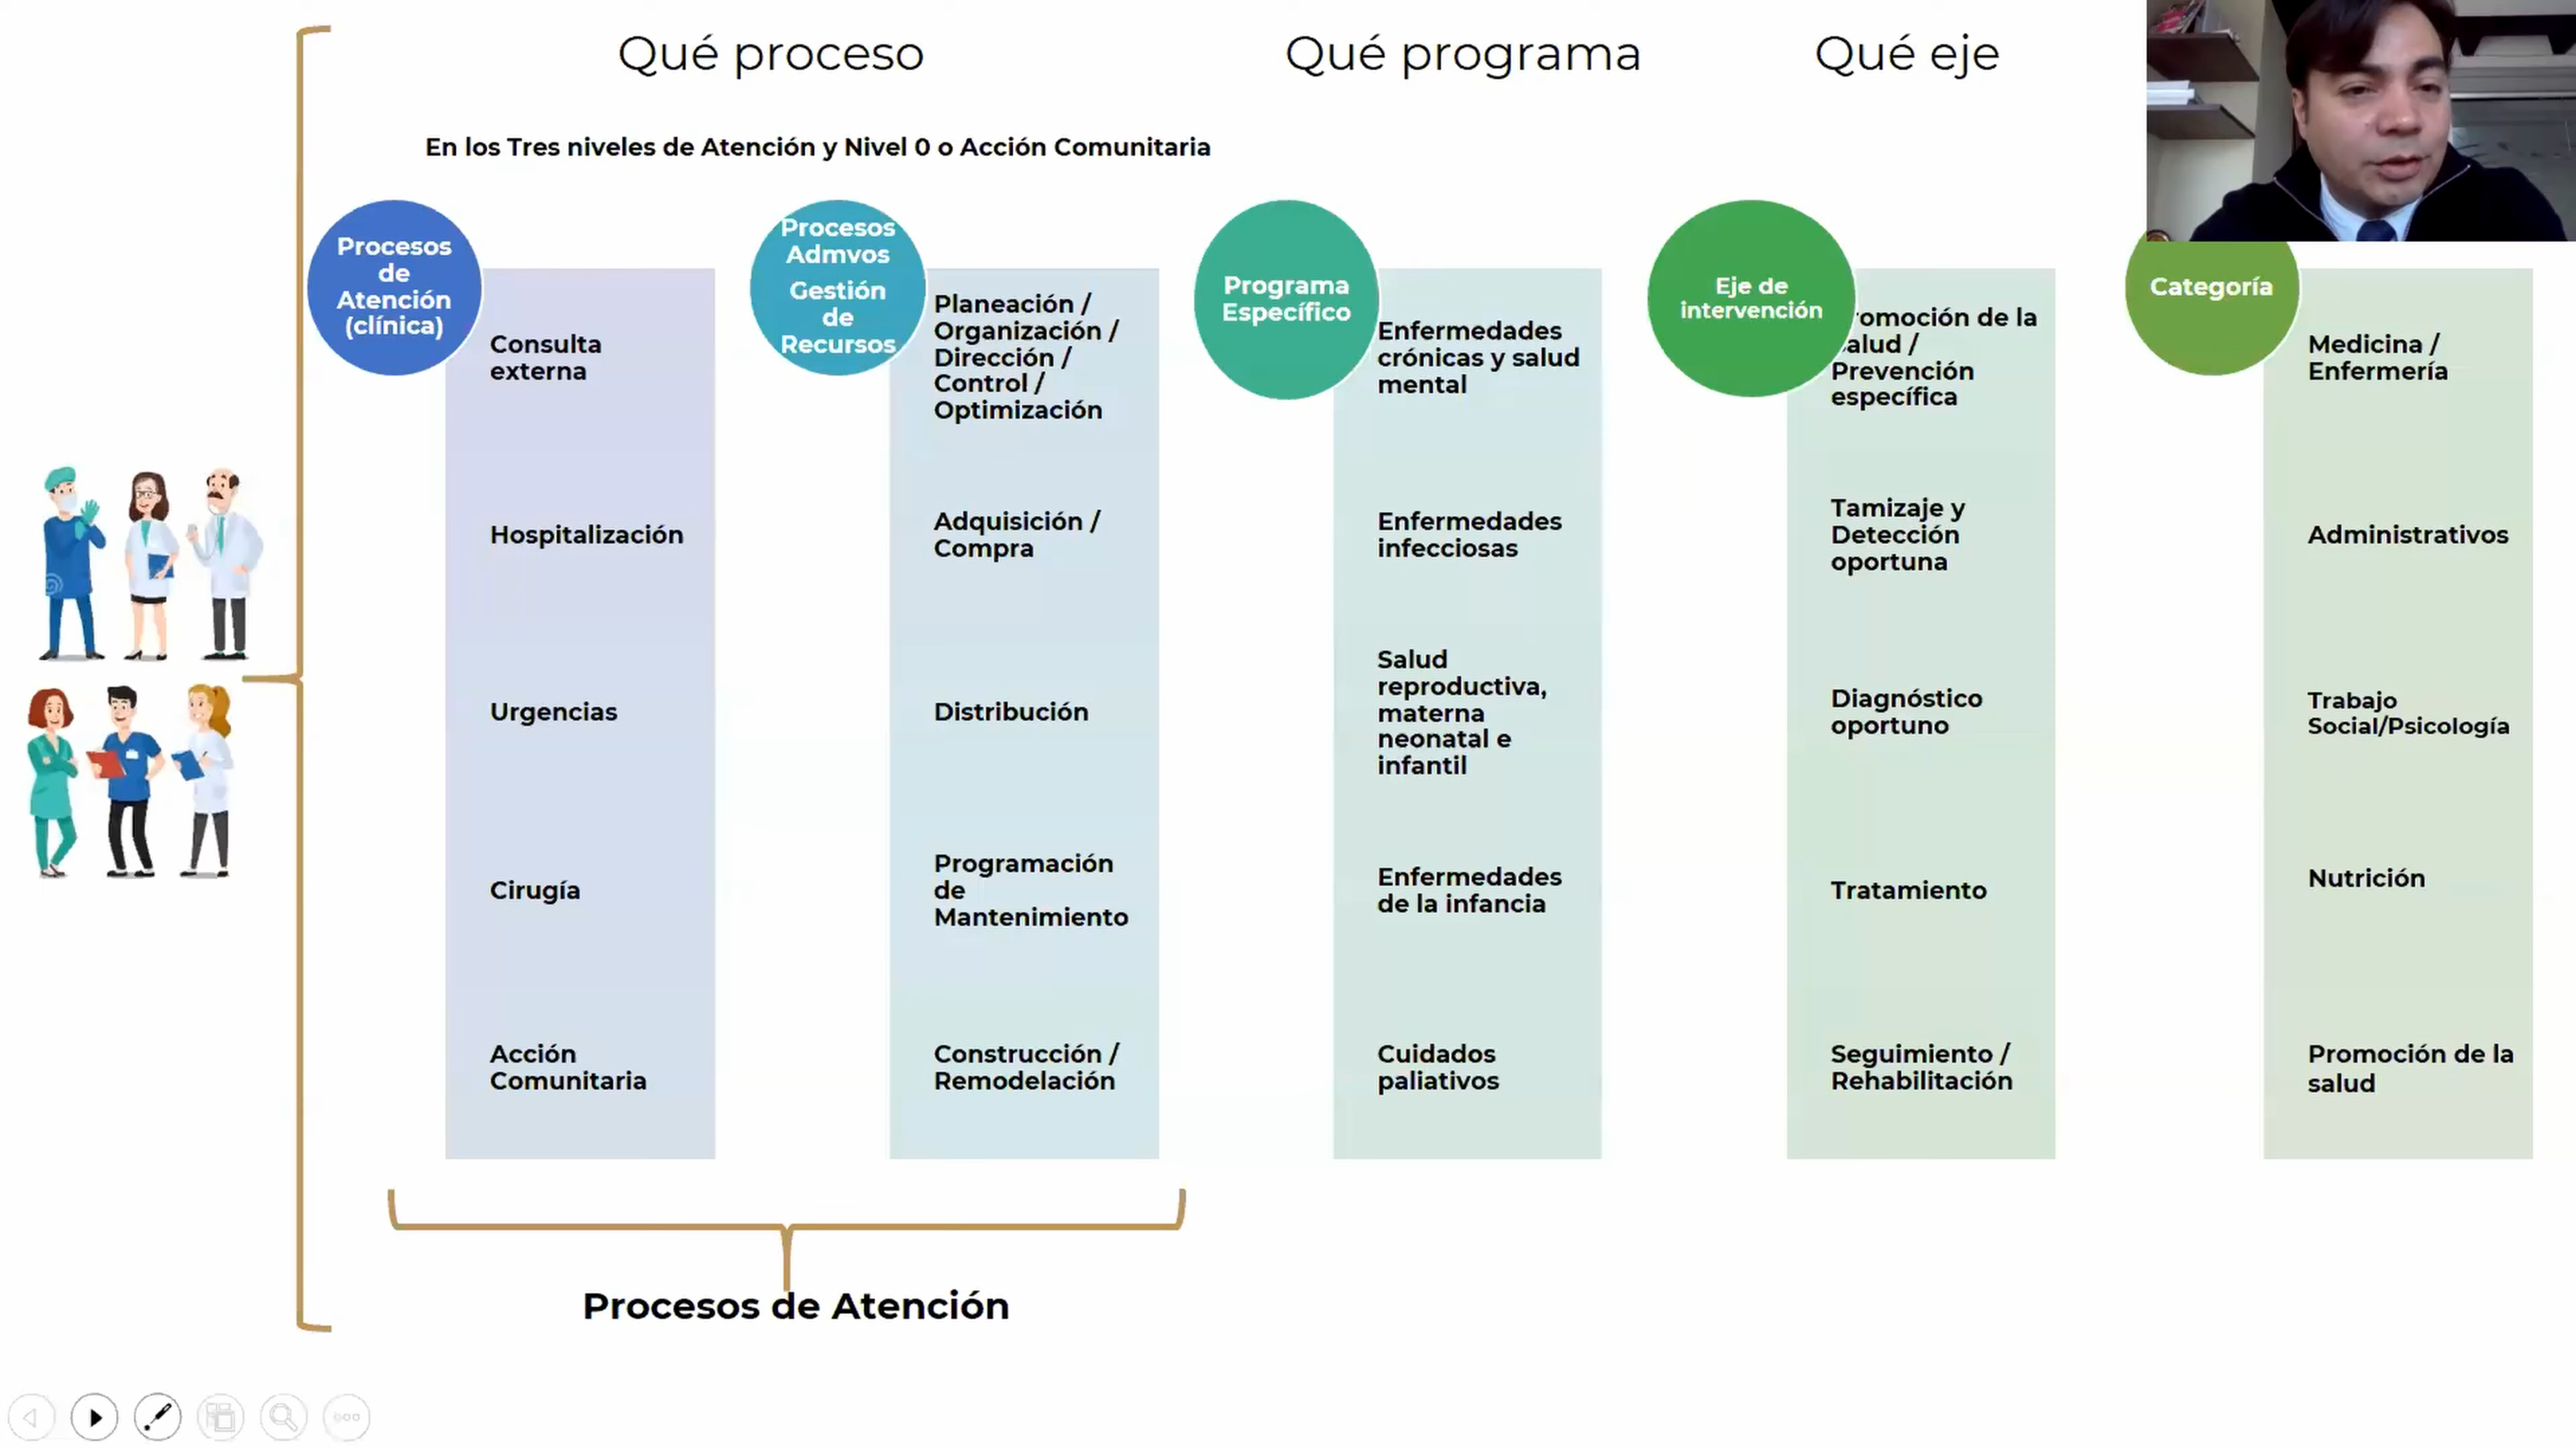 Qué proceso
Qué programa
Qué eje
En los Tres niveles de Atención y Nivel 0 o Acción Comunitaria
Procesos
de
Atención
(clínica)
Consulta
externa
Hospitalización
Urgencias
Cirugía
Acción
Comunitaria
Procesos
Admvos
Gestión
de
Recursos
Planeación /
Organización /
Dirección /
Control /
Optimización
Adquisición /
Compra
Distribución
Programación
de
Mantenimiento
Construcción /
Remodelación
Programa
Específico
Enfermedades
crónicas y salud
mental
Enfermedades
infecciosas
Salud
reproductiva,
materna
neonatal e
infantil
Enfermedades
de la infancia
Cuidados
paliativos
Eje de
intervención
romoción de la
alud /
Prevención
específica
Tamizaje y
Detección
oportuna
Diagnóstico
oportuno
Tratamiento
Seguimiento /
Rehabilitación
Categoría
Medicina /
Enfermería
Administrativos
Trabajo
Social/Psicología
Nutrición
Promoción de la
salud
Procesos de Atención